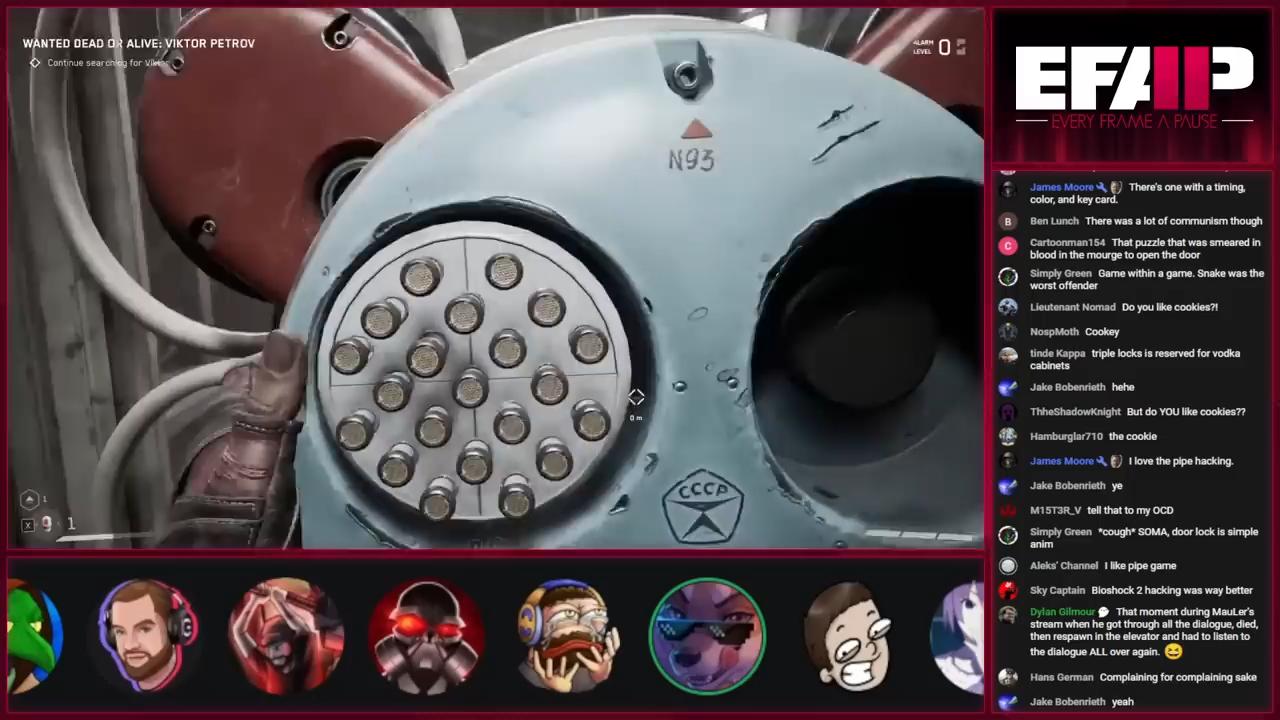 WANTED DEAD OR ALIVE: VIKTOR PETROV
Continue searching for Viktor
ALARM
LEVEL 0
N93
0 m
СССР
1
X 9 1
EFAP
EVERY FRAME A PAUSE
James Moore There's one with a timing,
color, and key card.
B Ben Lunch There was a lot of communism though
C Cartoonman154 That puzzle that was smeared in
blood in the mourge to open the door
Simply Green Game within a game. Snake was the
worst offender
Lieutenant Nomad Do you like cookies?!
NospMoth Cookey
tinde Kappa triple locks is reserved for vodka
cabinets
Jake Bobenrieth hehe
ThheShadowKnight But do YOU like cookies??
Hamburglar710 the cookie
James Moore I love the pipe hacking.
Jake Bobenrieth ye
M15T3R_V tell that to my OCD
Simply Green *cough* SOMA, door lock is simple
anim
Aleks' Channel I like pipe game
Sky Captain Bioshock 2 hacking was way better
Dylan Gilmour That moment during MauLer's
stream when he got through all the dialogue, died,
then respawn in the elevator and had to listen to
the dialogue ALL over again. 😆
Hans German Complaining for complaining sake
Jake Bobenrieth yeah